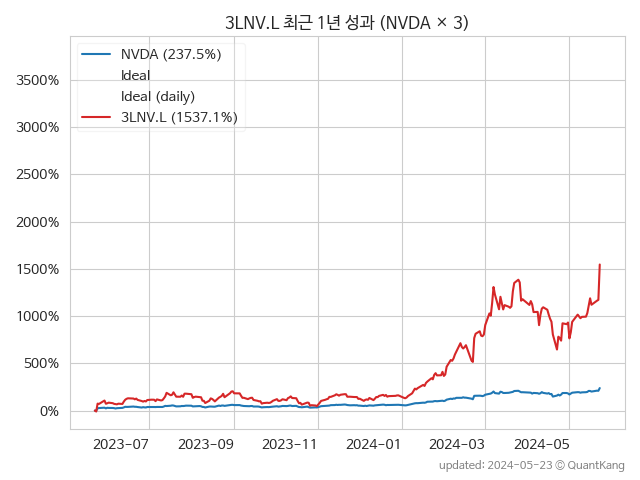 3LNV.L 최근 1년 성과 (NVDA × 3)
NVDA (237.5%)
Ideal
Ideal (daily)
3LNV.L (1537.1%)
3500%
3000%
2500%
2000%
1500%
1000%
500%
0%
2023-07
2023-09
2023-11
2024-01
2024-03
2024-05
updated: 2024-05-23 © QuantKang